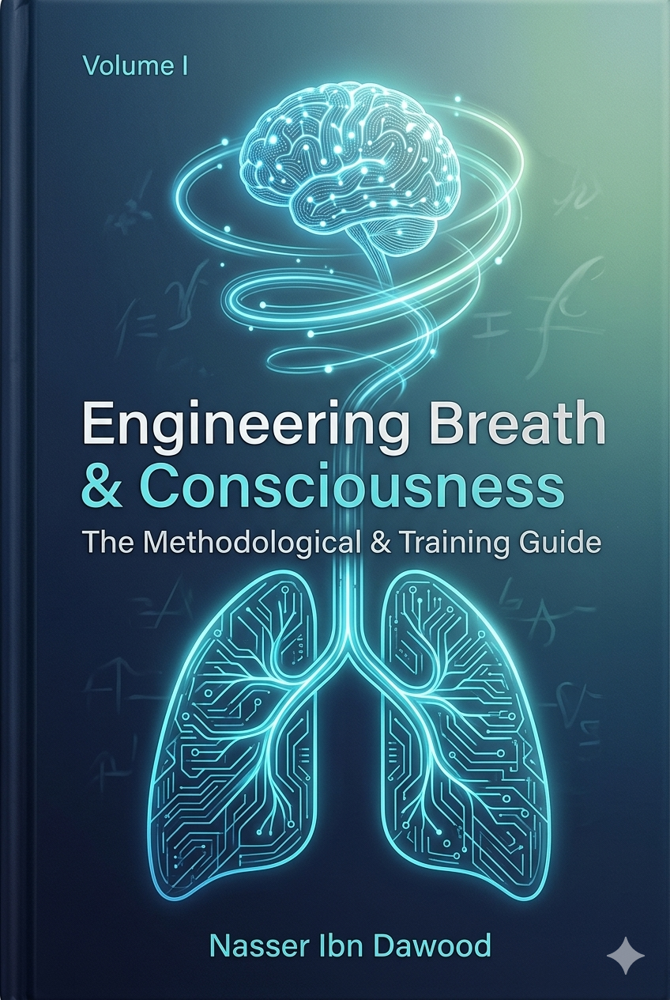 Volume I
Engineering Breath
& Consciousness
The Methodological & Training Guide
Nasser Ibn Dawood